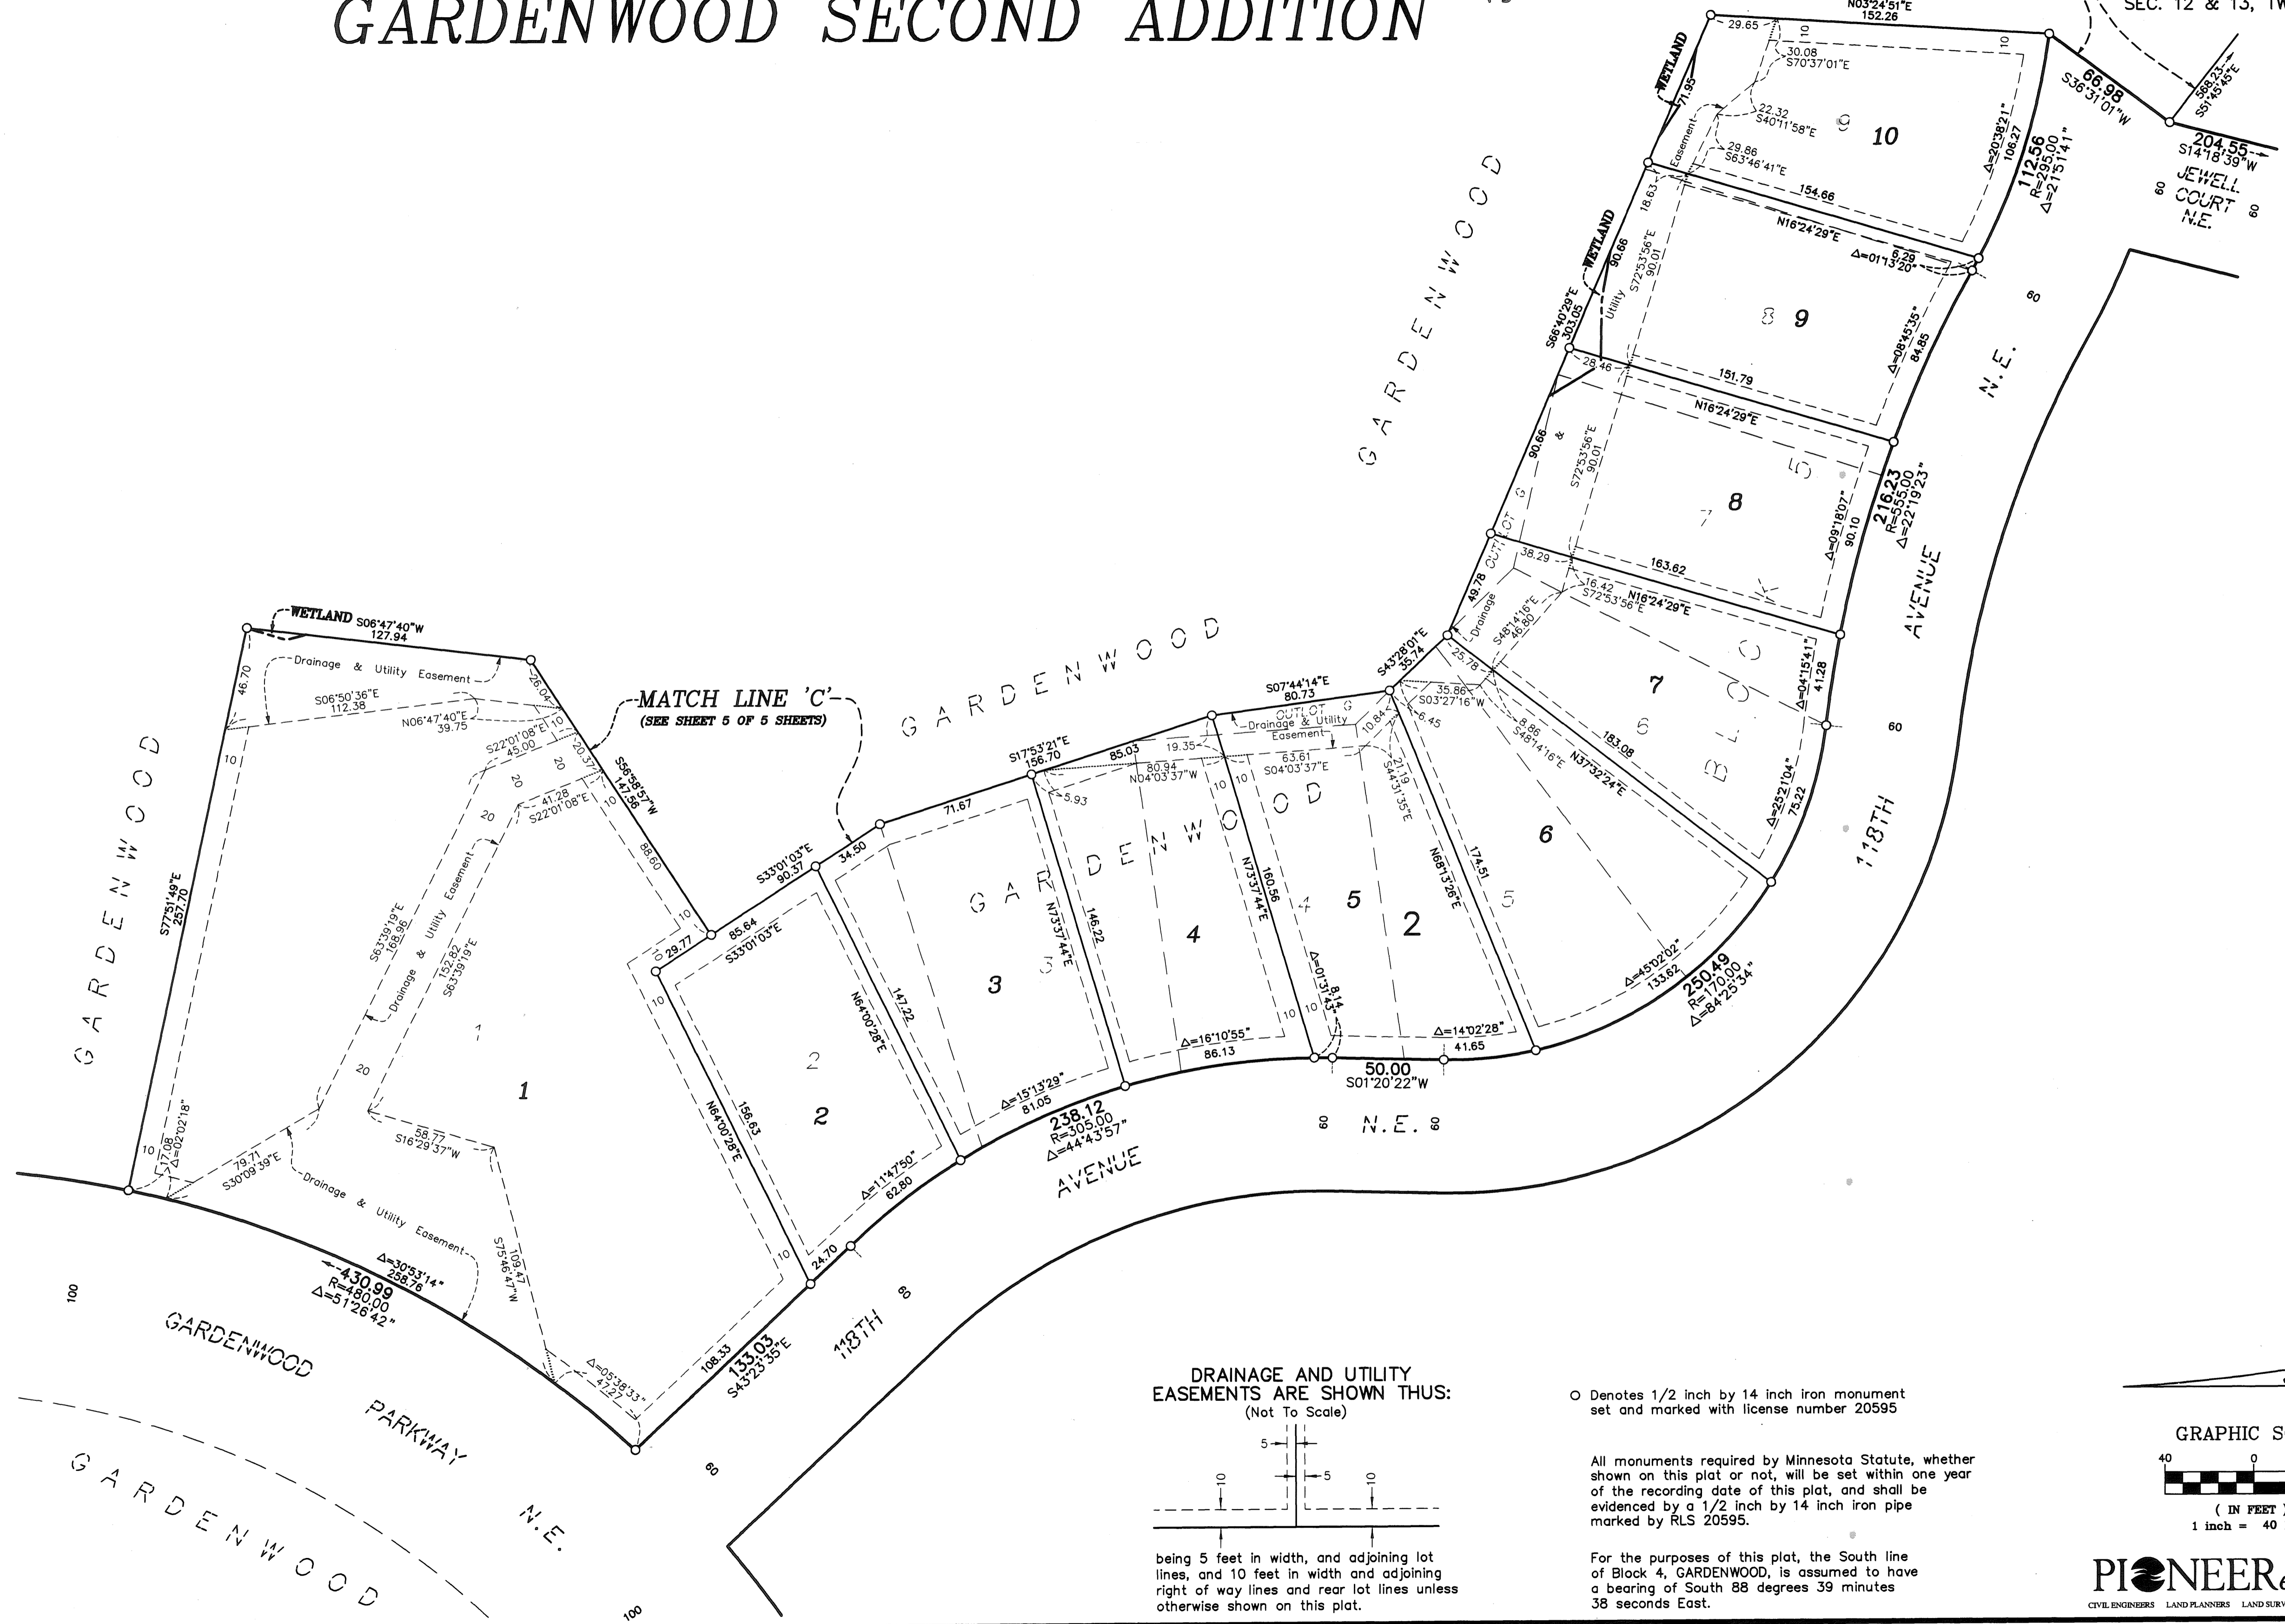 GARDENWOOD SECOND ADDITION
N03°24'51"E
152.26
29.65
10
10
30.08
S70°37'01"E
WETLAND
71.95
22.32
S40°11'58"E
29.86
S63°46'41"E
Easement
9
10
Δ=20°38'21"
106.27
112.56
R=295.00
Δ=21°51'41"
66.98
S36°31'01"W
568.23
S51°45'45"E
204.55
S14°18'39"W
JEWELL
COURT
N.E.
60
60
154.66
N16°24'29"E
18.63
6.29
Δ=01°13'20"
WETLAND
90.66
S72°53'56"E
90.01
Utility
8
9
Δ=08°45'35"
84.85
60
N.E.
S66°40'29"E
303.05
28.46
151.79
N16°24'29"E
GARDENWOOD
90.66
&
S72°53'56"E
90.01
5
7
8
Δ=09°18'07"
90.10
216.23
R=555.00
Δ=22°19'23"
OUTLOT G
38.29
163.62
N16°24'29"E
16.42
S72°53'56"E
49.78
Drainage
S48°14'16"E
46.80
AVENUE
7
6
BLOCK
Δ=04°15'41"
41.28
60
118TH
25.78
S43°28'01"E
35.74
35.86
S03°27'16"W
6.45
8.86
S48°14'16"E
183.08
N37°32'24"E
Δ=25°21'04"
75.22
WETLAND
S06°47'40"W
127.94
Drainage & Utility Easement
46.70
S06°50'36"E
112.38
N06°47'40"E
39.75
26.04
10
S22°01'08"E
45.00
20.37
MATCH LINE 'C'
(SEE SHEET 5 OF 5 SHEETS)
S56°58'57"W
147.56
41.28
S22°01'08"E
10
20
20
20
88.60
10
GARDENWOOD
S07°44'14"E
80.73
OUTLOT G
Drainage & Utility
Easement
10.84
S17°53'21"E
156.70
85.03
19.35
80.94
N04°03'37"W
63.61
S04°03'37"E
21.19
S44°31'35"E
5.93
10
10
71.67
34.50
S33°01'03"E
90.37
85.64
S33°01'03"E
29.77
10
10
10
GARDENWOOD
GARDENWOOD
S77°51'49"E
257.70
S63°39'19"E
168.96
Drainage & Utility Easement
152.82
S63°39'19"E
1
1
20
147.22
N64°00'28"E
N73°37'44"E
146.22
3
3
4
N73°37'44"E
160.56
4
5
2
N68°13'26"E
174.51
5
6
Δ=45°02'02"
133.62
250.49
R=170.00
Δ=84°25'34"
Δ=01°31'43"
8.14
10
10
Δ=14°02'28"
41.65
50.00
S01°20'22"W
Δ=16°10'55"
86.13
Δ=15°13'29"
81.05
238.12
R=305.00
Δ=44°43'57"
60
N.E.
60
AVENUE
2
2
156.63
N64°00'28"E
Δ=11°47'50"
62.80
24.70
10
10
17.08
Δ=02°02'18"
79.71
S30°09'39"E
58.77
S16°29'37"W
Drainage & Utility Easement
109.47
S75°46'47"W
Δ=30°53'14"
258.76
430.99
R=480.00
Δ=51°26'42"
100
Δ=05°38'33"
47.27
108.33
133.03
S43°23'35"E
118TH
60
GARDENWOOD
PARKWAY
N.E.
60
100
GARDENWOOD
DRAINAGE AND UTILITY
EASEMENTS ARE SHOWN THUS:
(Not To Scale)
5
5
10
10
being 5 feet in width, and adjoining lot
lines, and 10 feet in width and adjoining
right of way lines and rear lot lines unless
otherwise shown on this plat.
O Denotes 1/2 inch by 14 inch iron monument
set and marked with license number 20595
All monuments required by Minnesota Statute, whether
shown on this plat or not, will be set within one year
of the recording date of this plat, and shall be
evidenced by a 1/2 inch by 14 inch iron pipe
marked by RLS 20595.
For the purposes of this plat, the South line
of Block 4, GARDENWOOD, is assumed to have
a bearing of South 88 degrees 39 minutes
38 seconds East.
GRAPHIC
40 0
( IN FEET )
1 inch = 40
PIONEER
CIVIL ENGINEERS LAND PLANNERS LAND